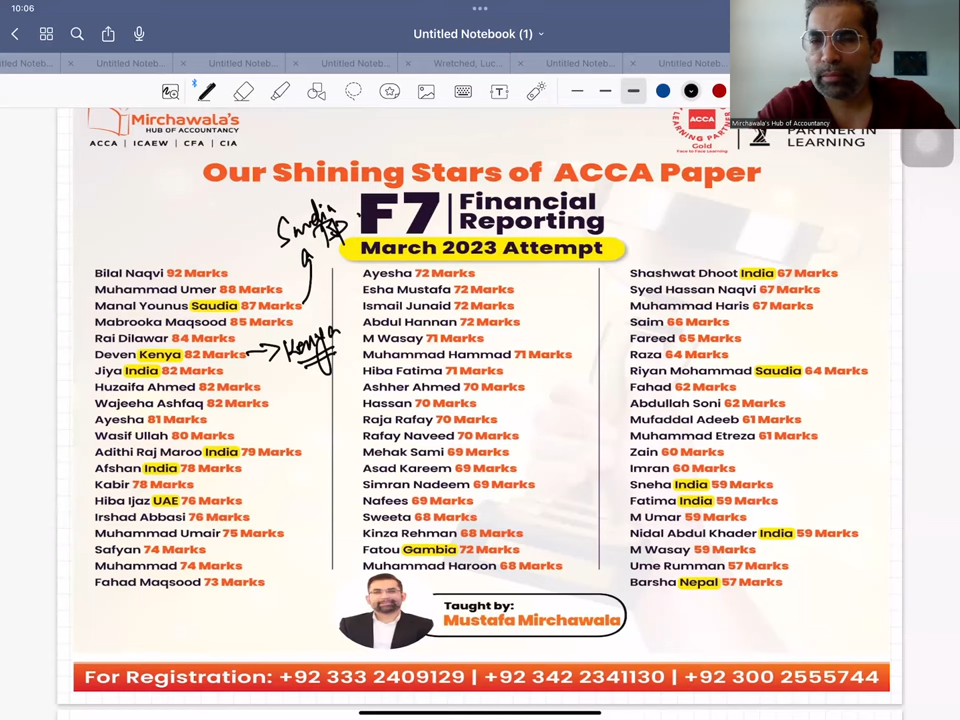 10:06
Untitled Notebook (1)
ntitled Noteb...
Untitled Noteb...
Untitled Noteb...
Untitled Noteb...
Wretched, Luc...
Untitled Noteb...
Untitled Noteb...
Mirchawala's Hub of Accountancy
Mirchawala's
HUB OF ACCOUNTANCY
ACCA | ICAEW | CFA | CIA
ACCA
LEARNING PARTNER
Gold
Face to Face Learning
PARTNER IN
LEARNING
Our Shining Stars of ACCA Paper
F7 | Financial
Reporting
March 2023 Attempt
Saudia
Kenya
Bilal Naqvi 92 Marks
Muhammad Umer 88 Marks
Manal Younus Saudia 87 Marks
Mabrooka Maqsood 85 Marks
Rai Dilawar 84 Marks
Deven Kenya 82 Marks
Jiya India 82 Marks
Huzaifa Ahmed 82 Marks
Wajeeha Ashfaq 82 Marks
Ayesha 81 Marks
Wasif Ullah 80 Marks
Adithi Raj Maroo India 79 Marks
Afshan India 78 Marks
Kabir 78 Marks
Hiba Ijaz UAE 76 Marks
Irshad Abbasi 76 Marks
Muhammad Umair 75 Marks
Safyan 74 Marks
Muhammad 74 Marks
Fahad Maqsood 73 Marks
Ayesha 72 Marks
Esha Mustafa 72 Marks
Ismail Junaid 72 Marks
Abdul Hannan 72 Marks
M Wasay 71 Marks
Muhammad Hammad 71 Marks
Hiba Fatima 71 Marks
Ashher Ahmed 70 Marks
Hassan 70 Marks
Raja Rafay 70 Marks
Rafay Naveed 70 Marks
Mehak Sami 69 Marks
Asad Kareem 69 Marks
Simran Nadeem 69 Marks
Nafees 69 Marks
Sweeta 68 Marks
Kinza Rehman 68 Marks
Fatou Gambia 72 Marks
Muhammad Haroon 68 Marks
Shashwat Dhoot India 67 Marks
Syed Hassan Naqvi 67 Marks
Muhammad Haris 67 Marks
Saim 66 Marks
Fareed 65 Marks
Raza 64 Marks
Riyan Mohammad Saudia 64 Marks
Fahad 62 Marks
Abdullah Soni 62 Marks
Mufaddal Adeeb 61 Marks
Muhammad Etreza 61 Marks
Zain 60 Marks
Imran 60 Marks
Sneha India 59 Marks
Fatima India 59 Marks
M Umar 59 Marks
Nidal Abdul Khader India 59 Marks
M Wasay 59 Marks
Ume Rumman 57 Marks
Barsha Nepal 57 Marks
Taught by:
Mustafa Mirchawala
For Registration: +92 333 2409129 | +92 342 2341130 | +92 300 2555744